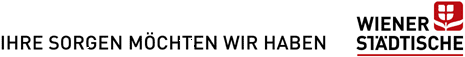 IHRE SORGEN MÖCHTEN WIR HABEN
WIENER
STÄDTISCHE